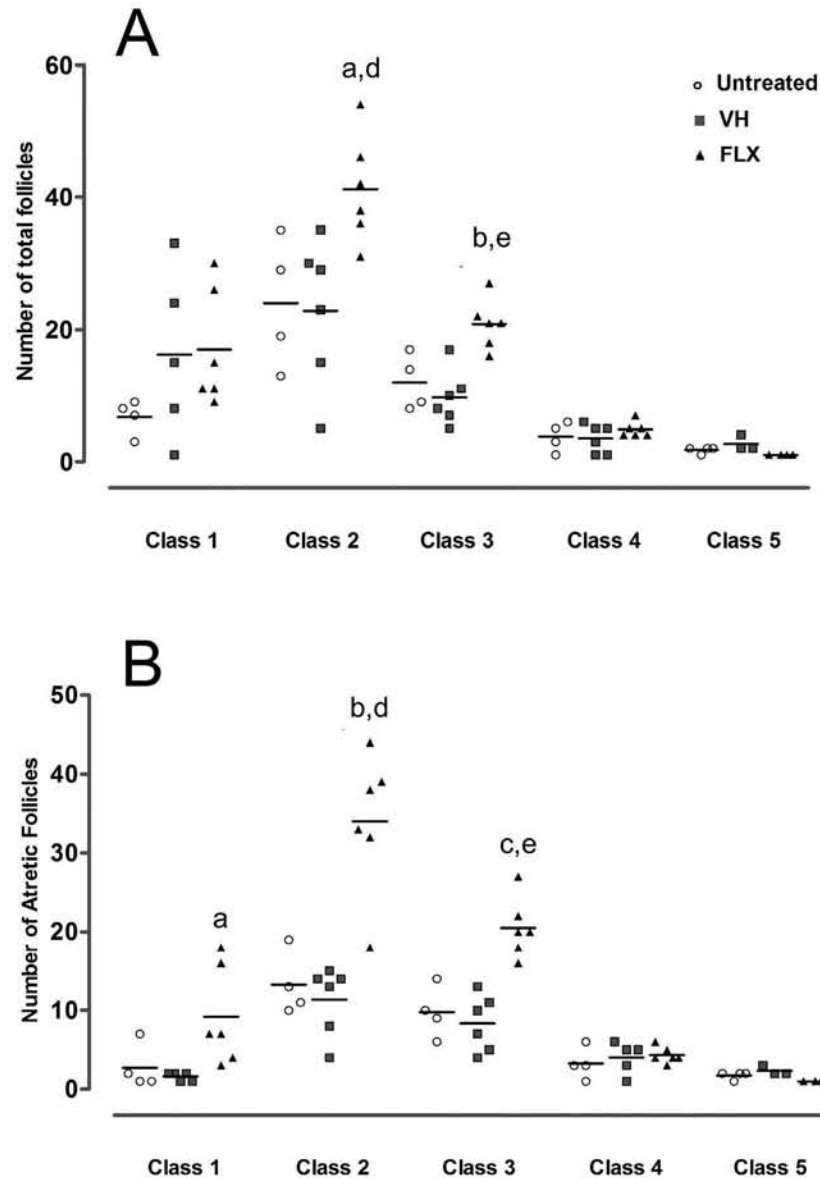 A
Number of total follicles
60
40
20
0
a,d
b,e
Untreated
VH
FLX
Class 1 Class 2 Class 3 Class 4 Class 5
B
Number of Atretic Follicles
50
40
30
20
10
0
a
b,d
c,e
Class 1 Class 2 Class 3 Class 4 Class 5